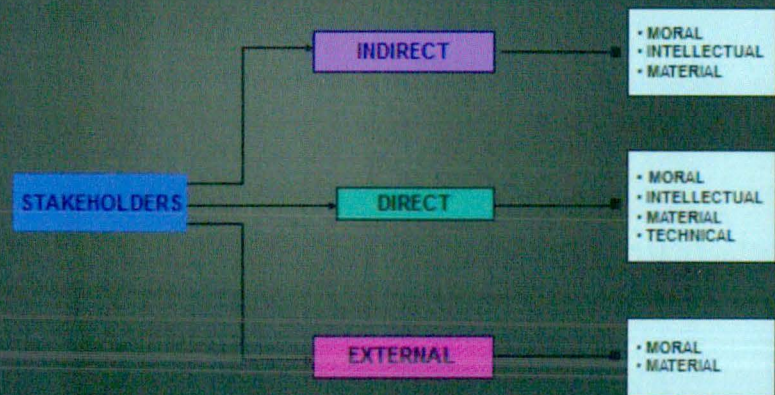 INDIRECT
• MORAL
• INTELLECTUAL
• MATERIAL
STAKEHOLDERS
DIRECT
• MORAL
• INTELLECTUAL
• MATERIAL
• TECHNICAL
EXTERNAL
• MORAL
• MATERIAL